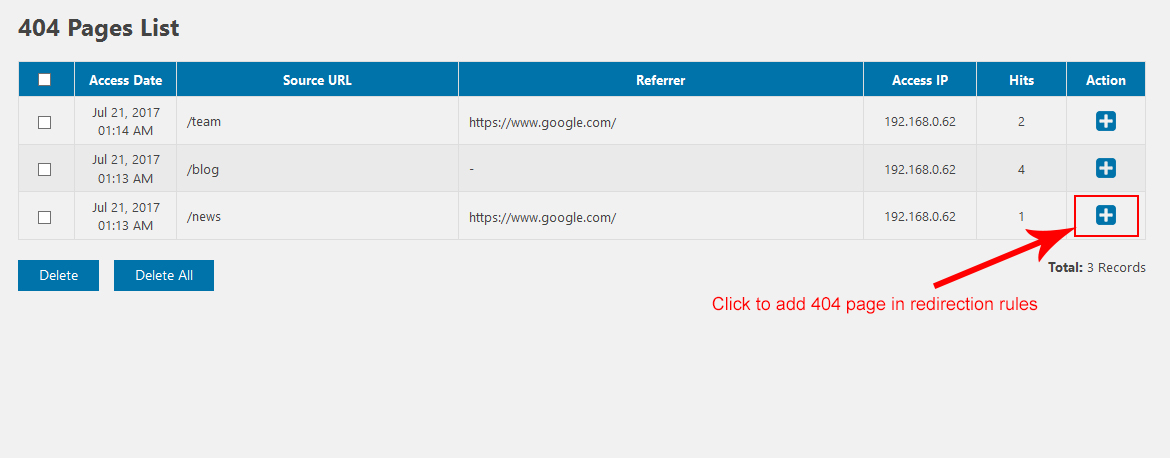 404 Pages List
Access Date Source URL Referrer Access IP Hits Action
Jul 21, 2017
01:14 AM
/team https://www.google.com/ 192.168.0.62 2
Jul 21, 2017
01:13 AM
/blog - 192.168.0.62 4
Jul 21, 2017
01:13 AM
/news https://www.google.com/ 192.168.0.62 1
Delete Delete All
Total: 3 Records
Click to add 404 page in redirection rules